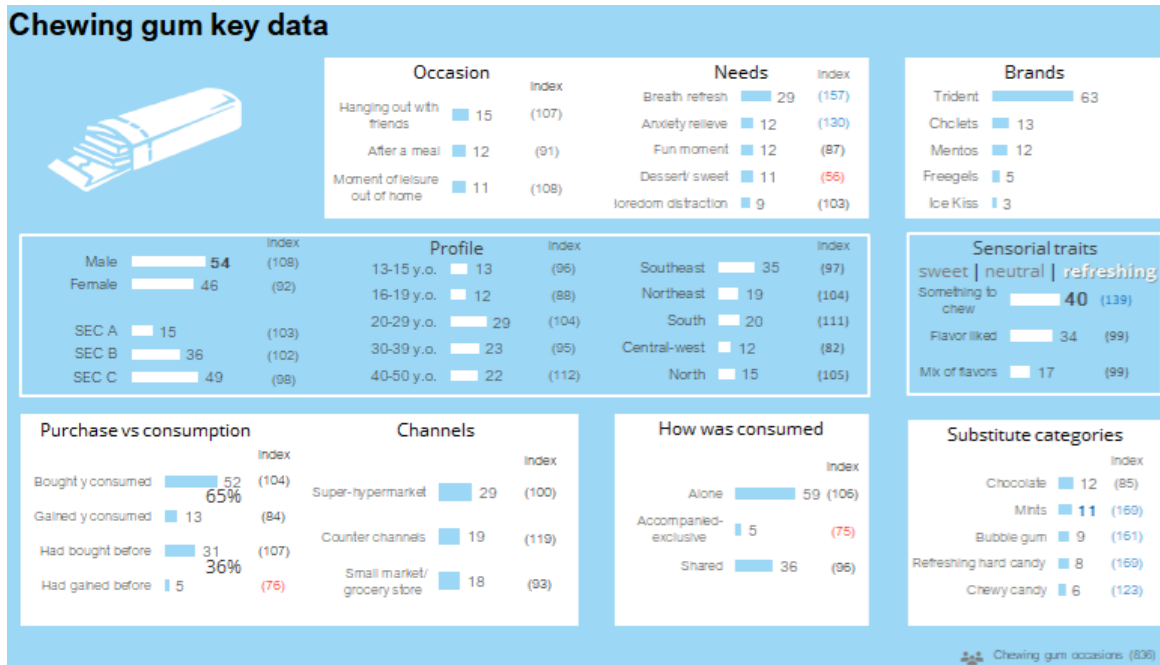 Chewing gum key data
Occasion
Index
Hanging out with friends 15 (107)
After a meal 12 (91)
Moment of leisure out of home 11 (108)
Needs Index
Breath refresh 29 (157)
Anxiety relieve 12 (130)
Fun moment 12 (87)
Dessert/ sweet 11 (56)
loredom distraction 9 (103)
Brands
Trident 63
Chclets 13
Mentos 12
Freegels 5
Ice Kiss 3
Profile
Index
Male 54 (108)
Female 46 (92)
SEC A 15 (103)
SEC B 36 (102)
SEC C 49 (98)
Index
13-15 y.o. 13 (96)
16-19 y.o. 12 (88)
20-29 y.o. 29 (104)
30-39 y.o. 23 (95)
40-50 y.o. 22 (112)
Index
Southeast 35 (97)
Northeast 19 (104)
South 20 (111)
Central-west 12 (82)
North 15 (105)
Sensorial traits
sweet | neutral | refreshing
Something to chew 40 (139)
Flavor liked 34 (99)
Mix of flavors 17 (99)
Purchase vs consumption
Index
Bought y consumed 52 (104)
65%
Gained y consumed 13 (84)
Had bought before 31 (107)
36%
Had gained before 5 (76)
Channels
Index
Super-hypermarket 29 (100)
Counter channels 19 (119)
Small market/ grocery store 18 (93)
How was consumed
Index
Alone 59 (106)
Accompanied-exclusive 5 (75)
Shared 36 (96)
Substitute categories
Index
Chocolate 12 (85)
Mints 11 (169)
Bubble gum 9 (161)
Refreshing hard candy 8 (169)
Chewy candy 6 (123)
Chewing gum occasions (836)